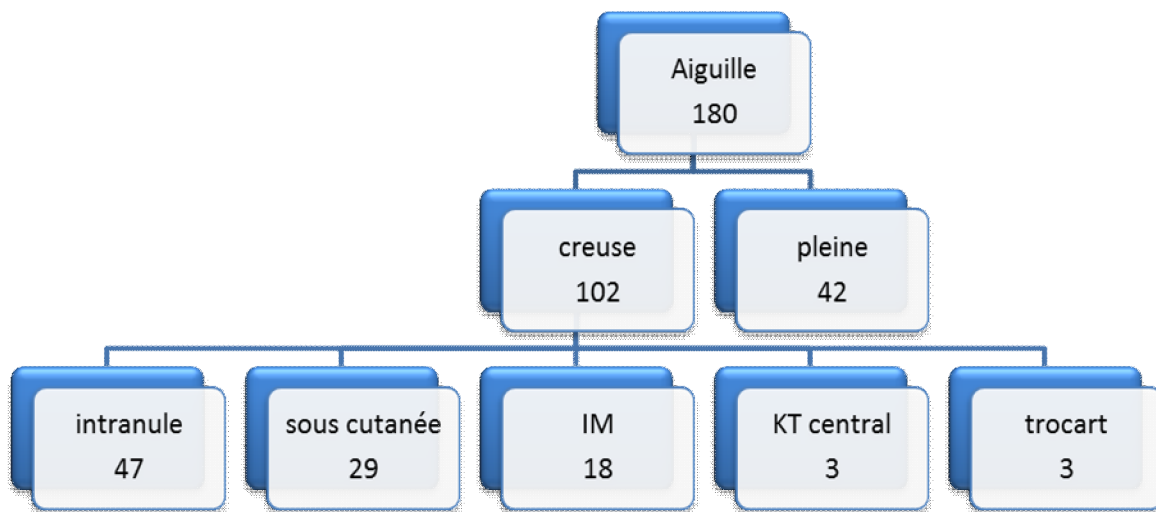 Aiguille
180
creuse
102
pleine
42
intranule
47
sous cutanée
29
IM
18
KT central
3
trocart
3